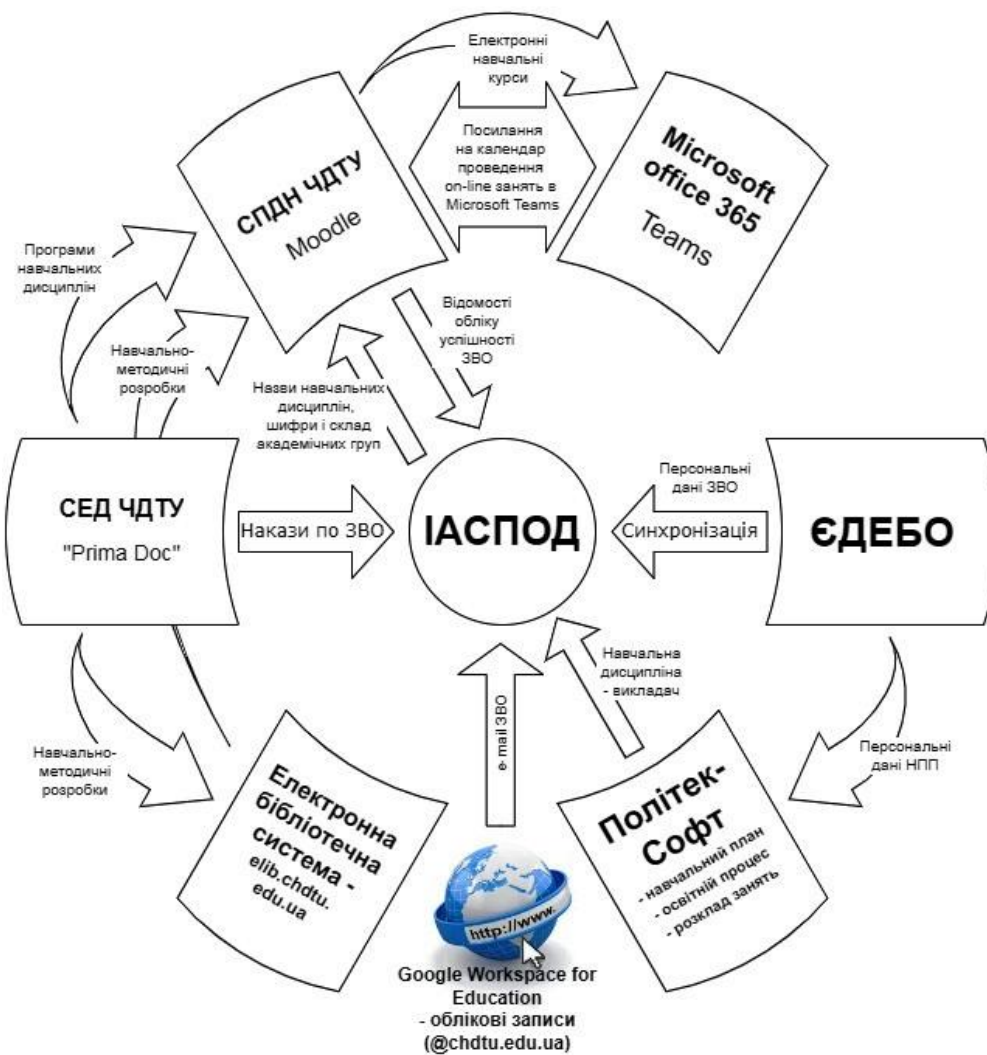 Електронні
навчальні
курси
СПДН ЧДТУ
Moodle
Посилання
на календар
проведення
on-line занять в
Microsoft Teams
Microsoft
office 365
Teams
Програми
навчальних
дисциплін
Навчально-
методичні
розробки
Відомості
обліку
успішності
ЗВО
Назви навчальних
дисциплін,
шифри і склад
академічних груп
СЕД ЧДТУ
"Prima Doc"
Накази по ЗВО
ІАСПОД
Персональні
дані ЗВО
Синхронізація
ЄДЕБО
Навчально-
методичні
розробки
Електронна
бібліотечна
система -
elib.chdtu.
edu.ua
e- mail ЗВО
Навчальна
дисципліна
- викладач
Персональні
дані НПП
Політек-
Софт
- навчальний план
- освітній процес
- розклад занять
http://www.
Google Workspace for
Education
- облікові записи
(@chdtu.edu.ua)